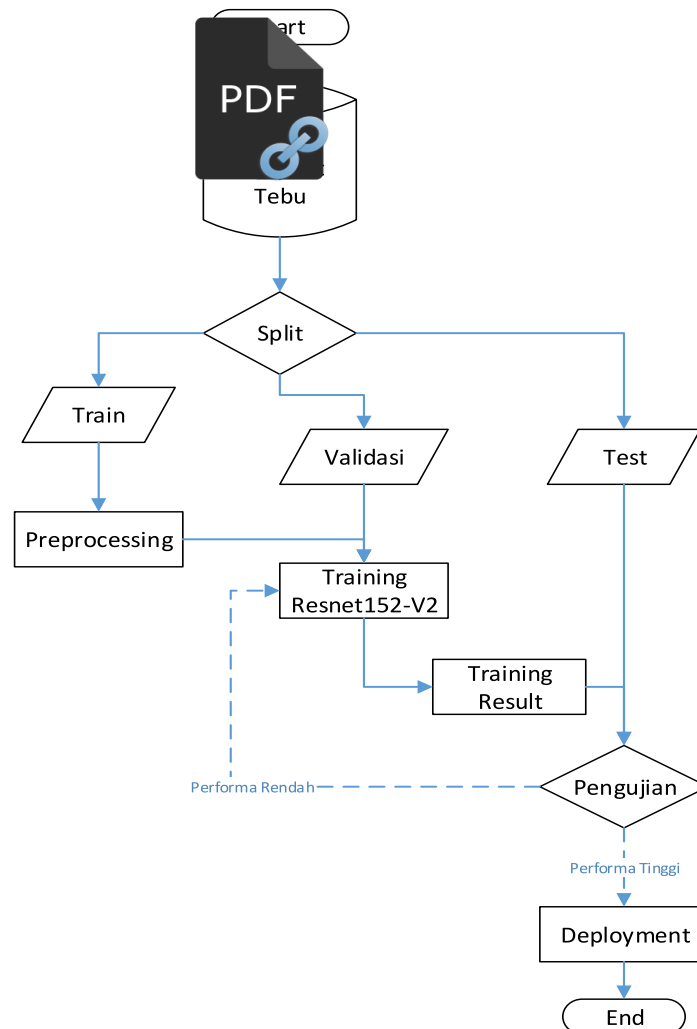 PDF
Tebu
Split
Train
Validasi
Test
Preprocessing
Training
Resnet152-V2
Training
Result
Performa Rendah
Pengujian
Performa Tinggi
Deployment
End